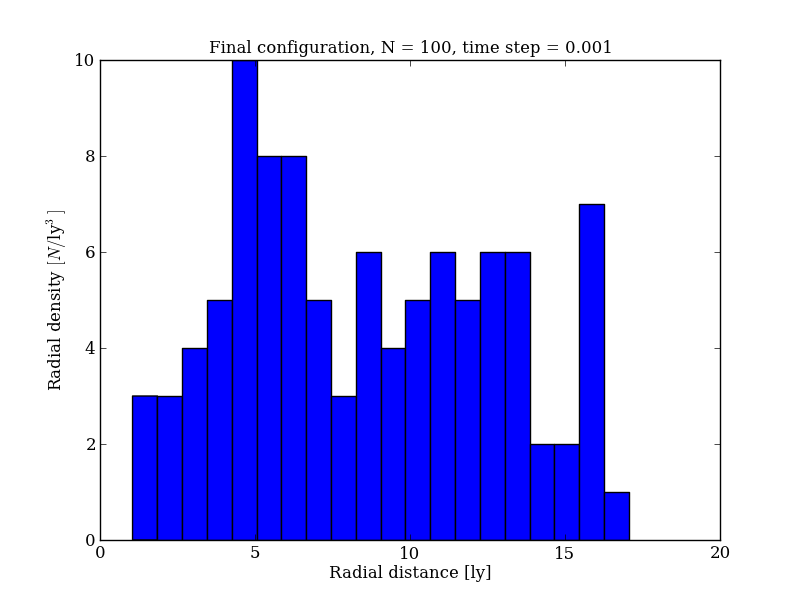 Final configuration, N = 100, time step = 0.001
10
8
6
4
2
0
Radial density [N/ly³]
0 5 10 15 20
Radial distance [ly]